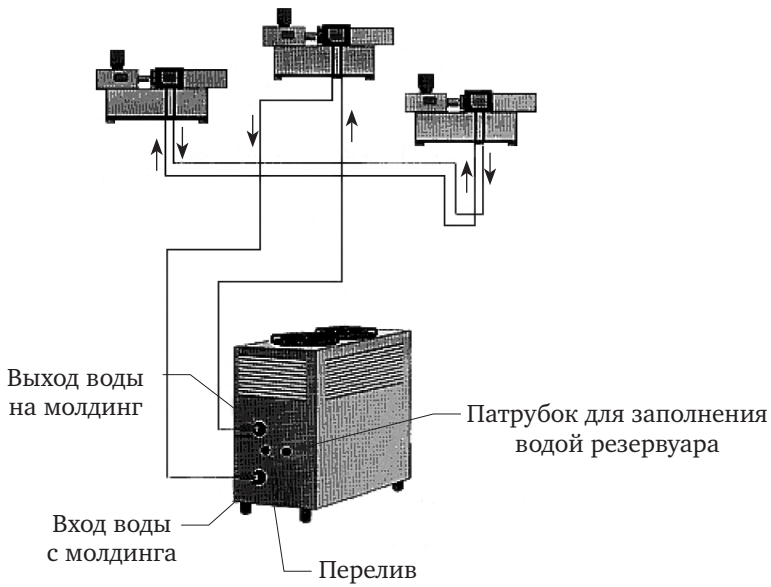 Выход воды
на молдинг
Патрубок для заполнения
водой резервуара
Вход воды
с молдинга
Перелив